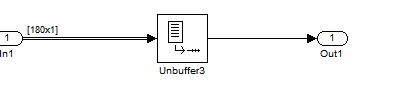 [180x1]
1
In1
Unbuffer3
1
Out1